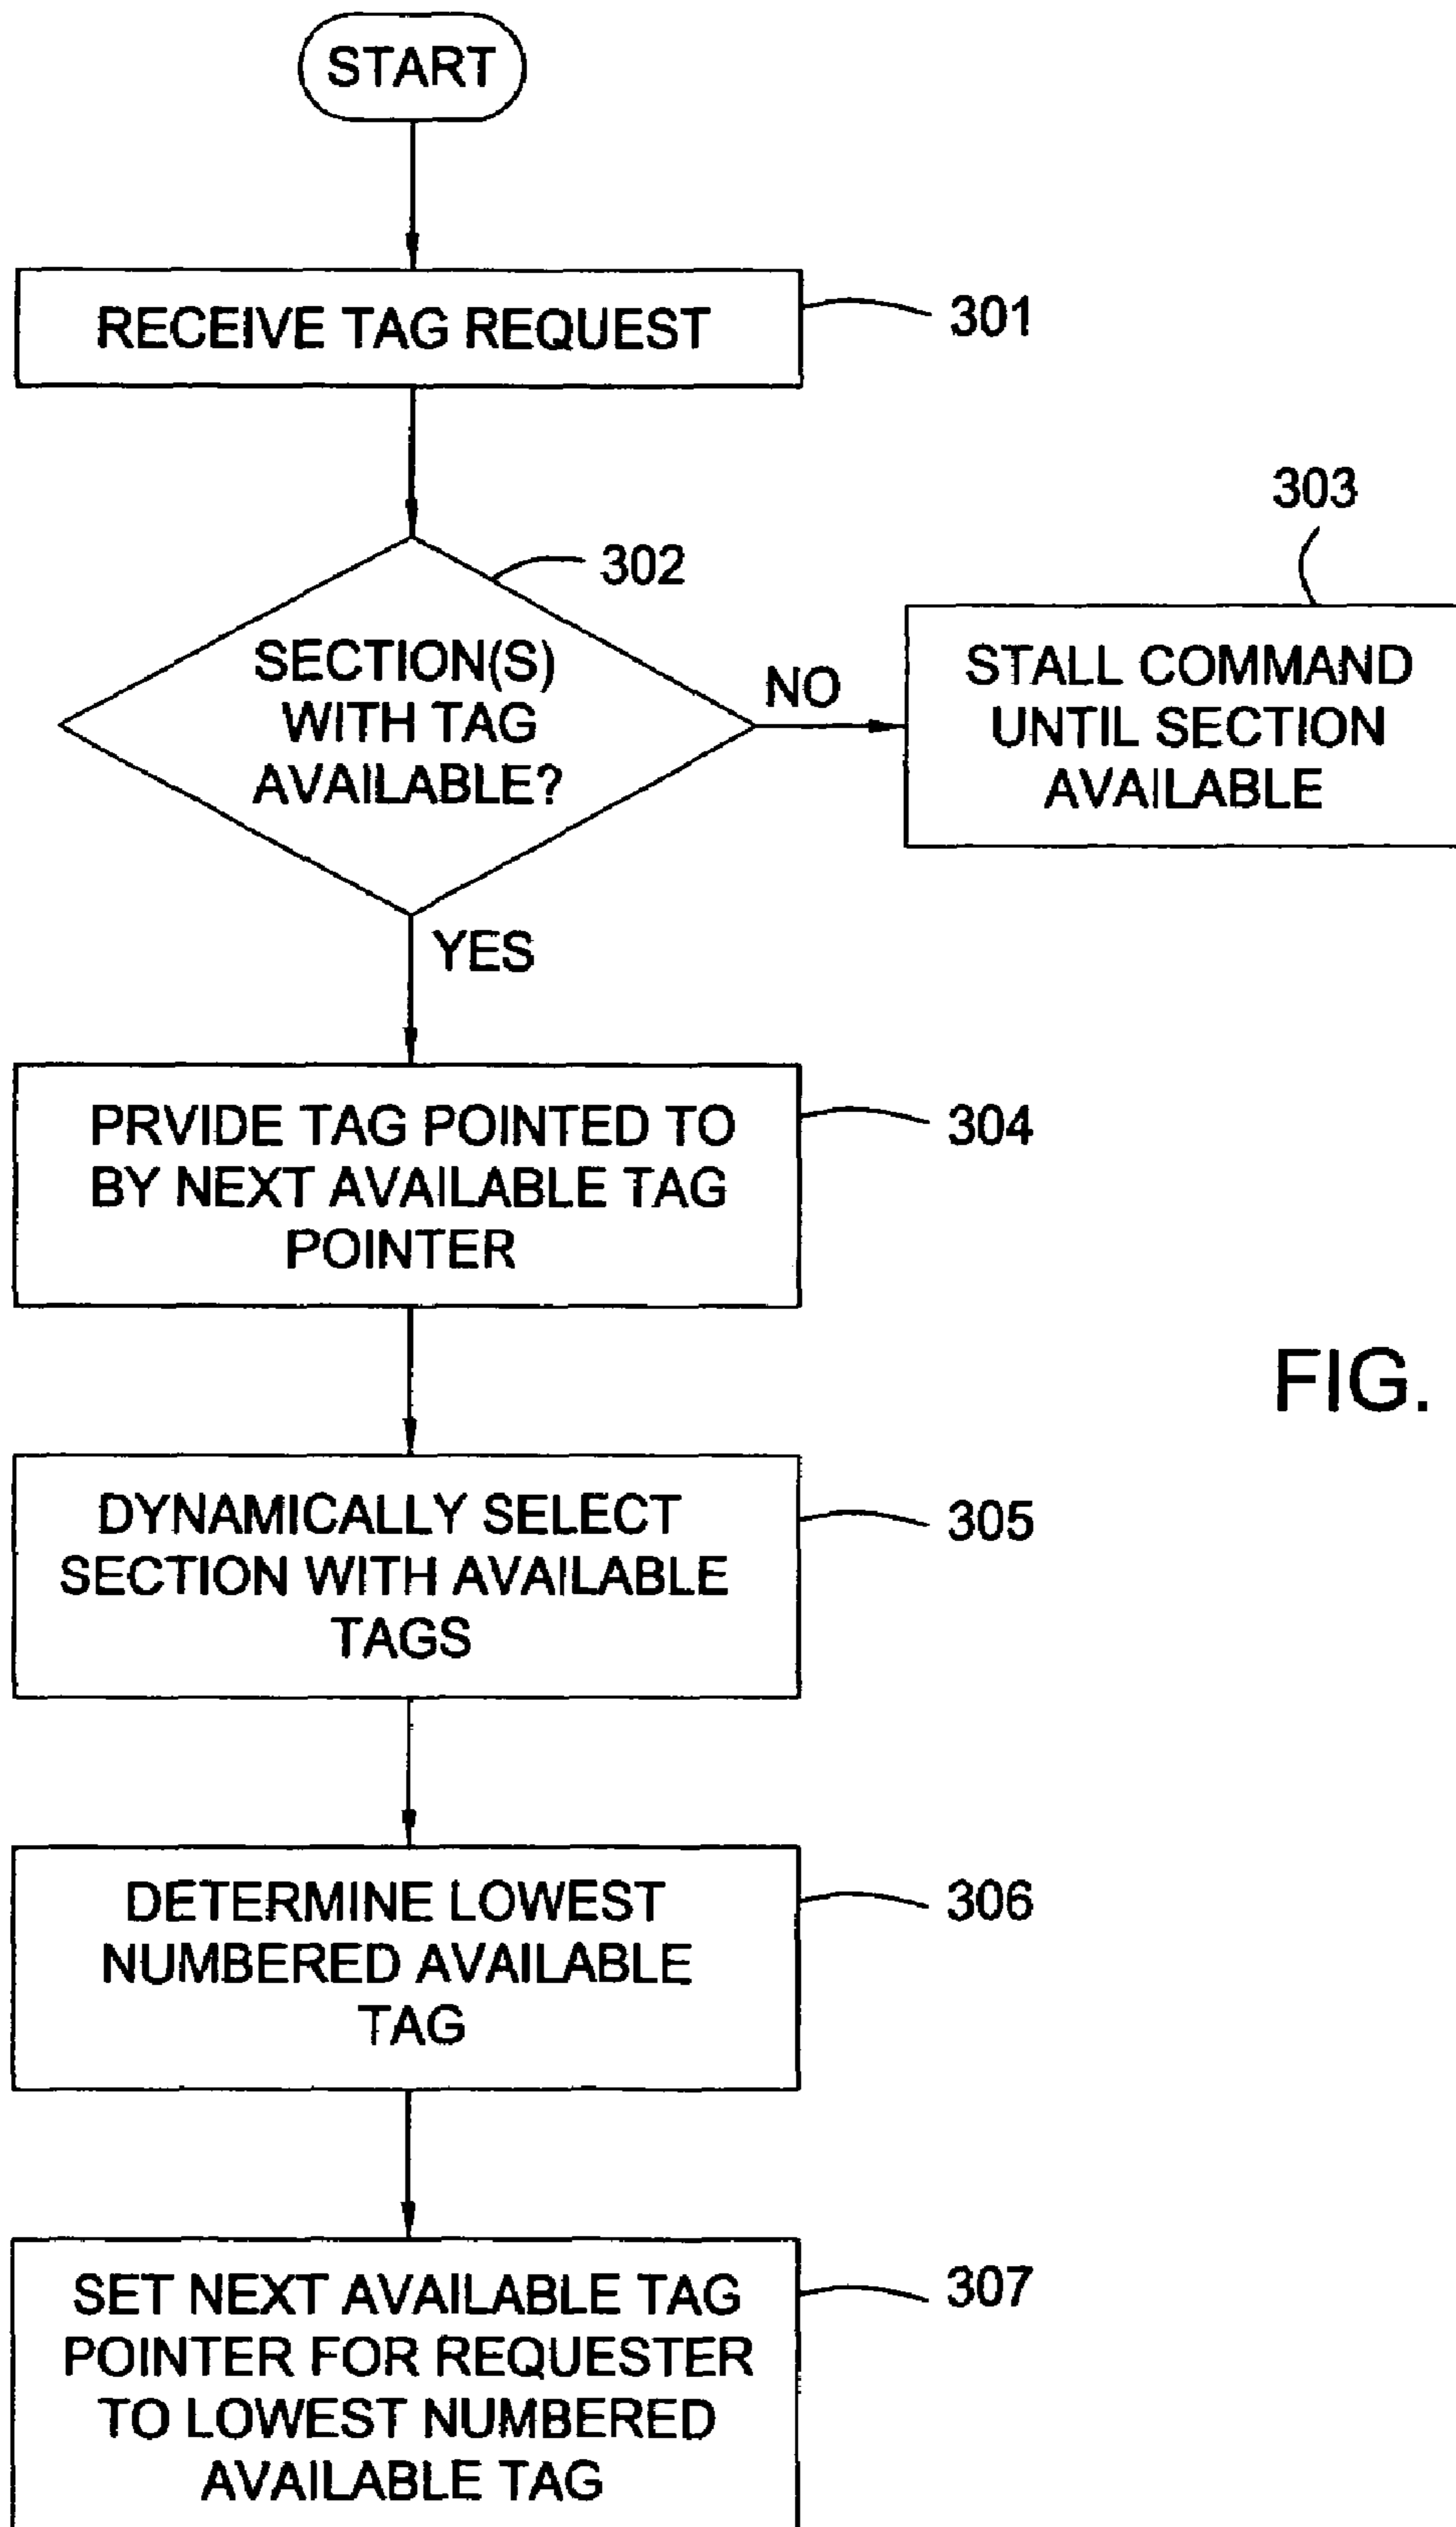 START
RECEIVE TAG REQUEST
301
302
303
SECTION(S)
WITH TAG
AVAILABLE?
NO
STALL COMMAND
UNTIL SECTION
AVAILABLE
YES
PRVIDE TAG POINTED TO
BY NEXT AVAILABLE TAG
POINTER
304
FIG.
DYNAMICALLY SELECT
SECTION WITH AVAILABLE
TAGS
305
DETERMINE LOWEST
NUMBERED AVAILABLE
TAG
306
SET NEXT AVAILABLE TAG
POINTER FOR REQUESTER
TO LOWEST NUMBERED
AVAILABLE TAG
307